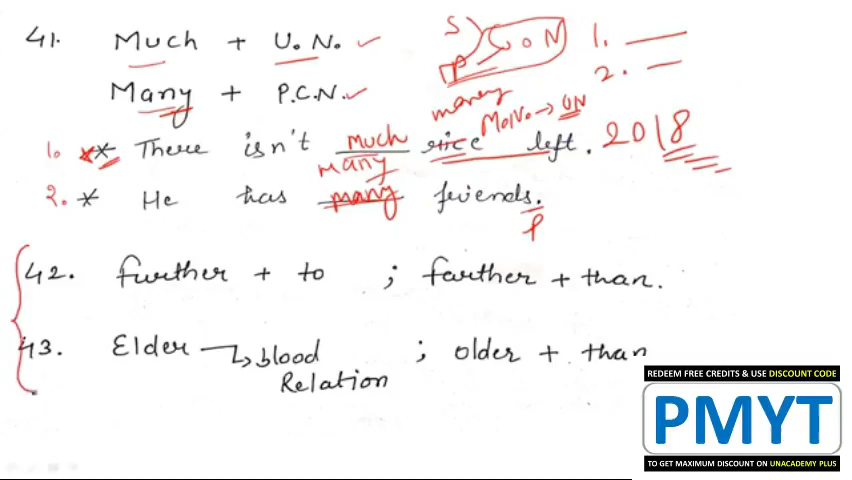 41. Much + U.N.
Many + P.C.N.
S
P
U O N
1.
2.
money
M.O/V. → UN
1. There isn't much rice left. 2018
many
2. He has many friends.
P
42. further + to ; farther + than.
43. Elder → blood Relation ; older + than
REDEEM FREE CREDITS & USE DISCOUNT CODE
PMYT
TO GET MAXIMUM DISCOUNT ON UNACADEMY PLUS